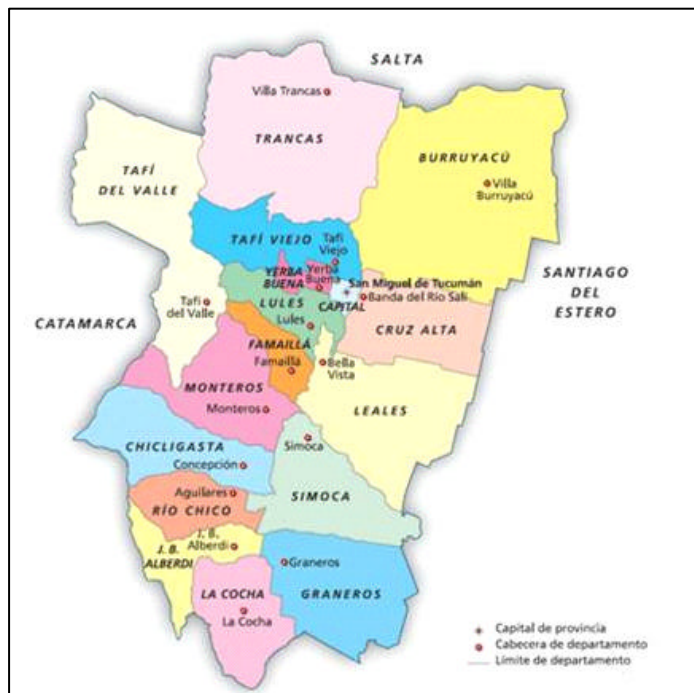 SALTA
Villa Trancas
TRANCAS
BURRUYACÚ
TAFÍ
DEL VALLE
Villa
Burruyacú
TAFÍ VIEJO
Tafí
Viejo
YERBA
BUENA
Yerba
Buena
San Miguel de Tucumán
SANTIAGO
DEL
ESTERO
Banda del Río Salí
CAPITAL
LULES
Lules
Tafí
del Valle
CATAMARCA
CRUZ ALTA
FAMAILLÁ
Famaillá
Bella
Vista
MONTEROS
Monteros
LEALES
CHICLIGASTA
Simoca
Concepción
SIMOCA
Aguilares
RÍO CHICO
J. B.
Alberdi
J. B.
ALBERDI
Graneros
GRANEROS
LA COCHA
La Cocha
Capital de provincia
Cabecera de departamento
Límite de departamento